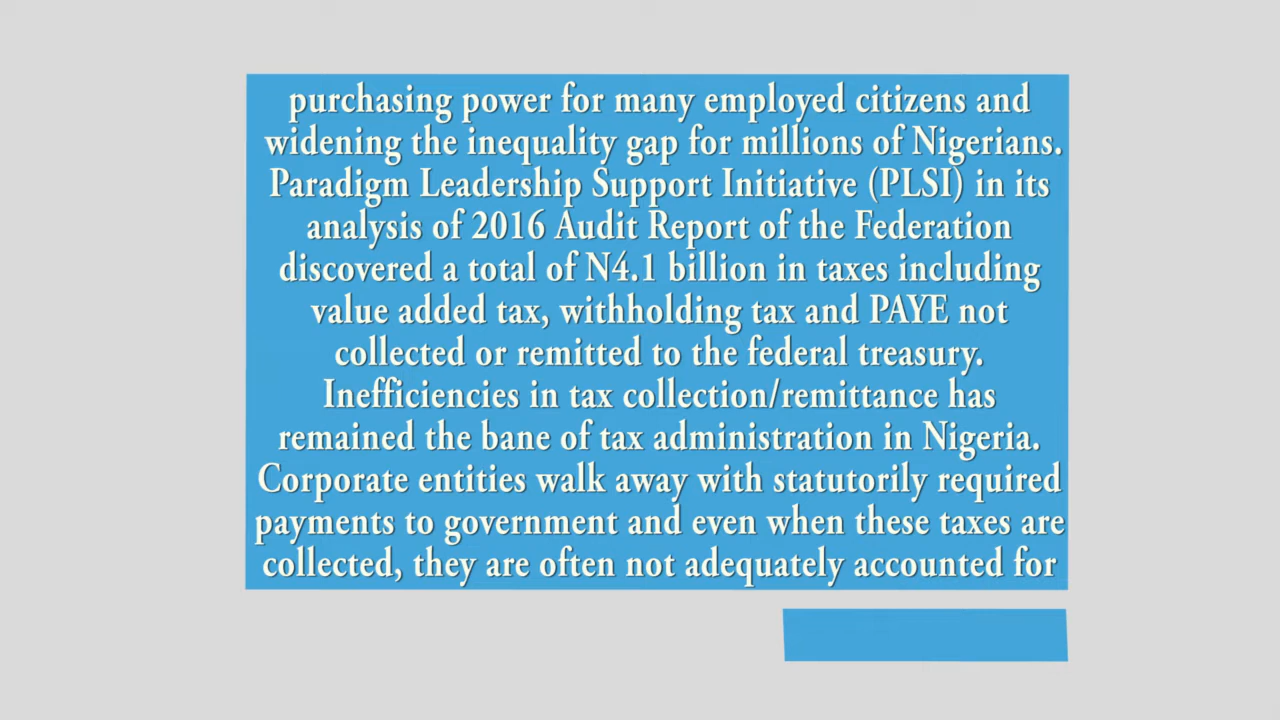 purchasing power for many employed citizens and
widening the inequality gap for millions of Nigerians.
Paradigm Leadership Support Initiative (PLSI) in its
analysis of 2016 Audit Report of the Federation
discovered a total of N4.1 billion in taxes including
value added tax, withholding tax and PAYE not
collected or remitted to the federal treasury.
Inefficiencies in tax collection/remittance has
remained the bane of tax administration in Nigeria.
Corporate entities walk away with statutorily required
payments to government and even when these taxes are
collected, they are often not adequately accounted for